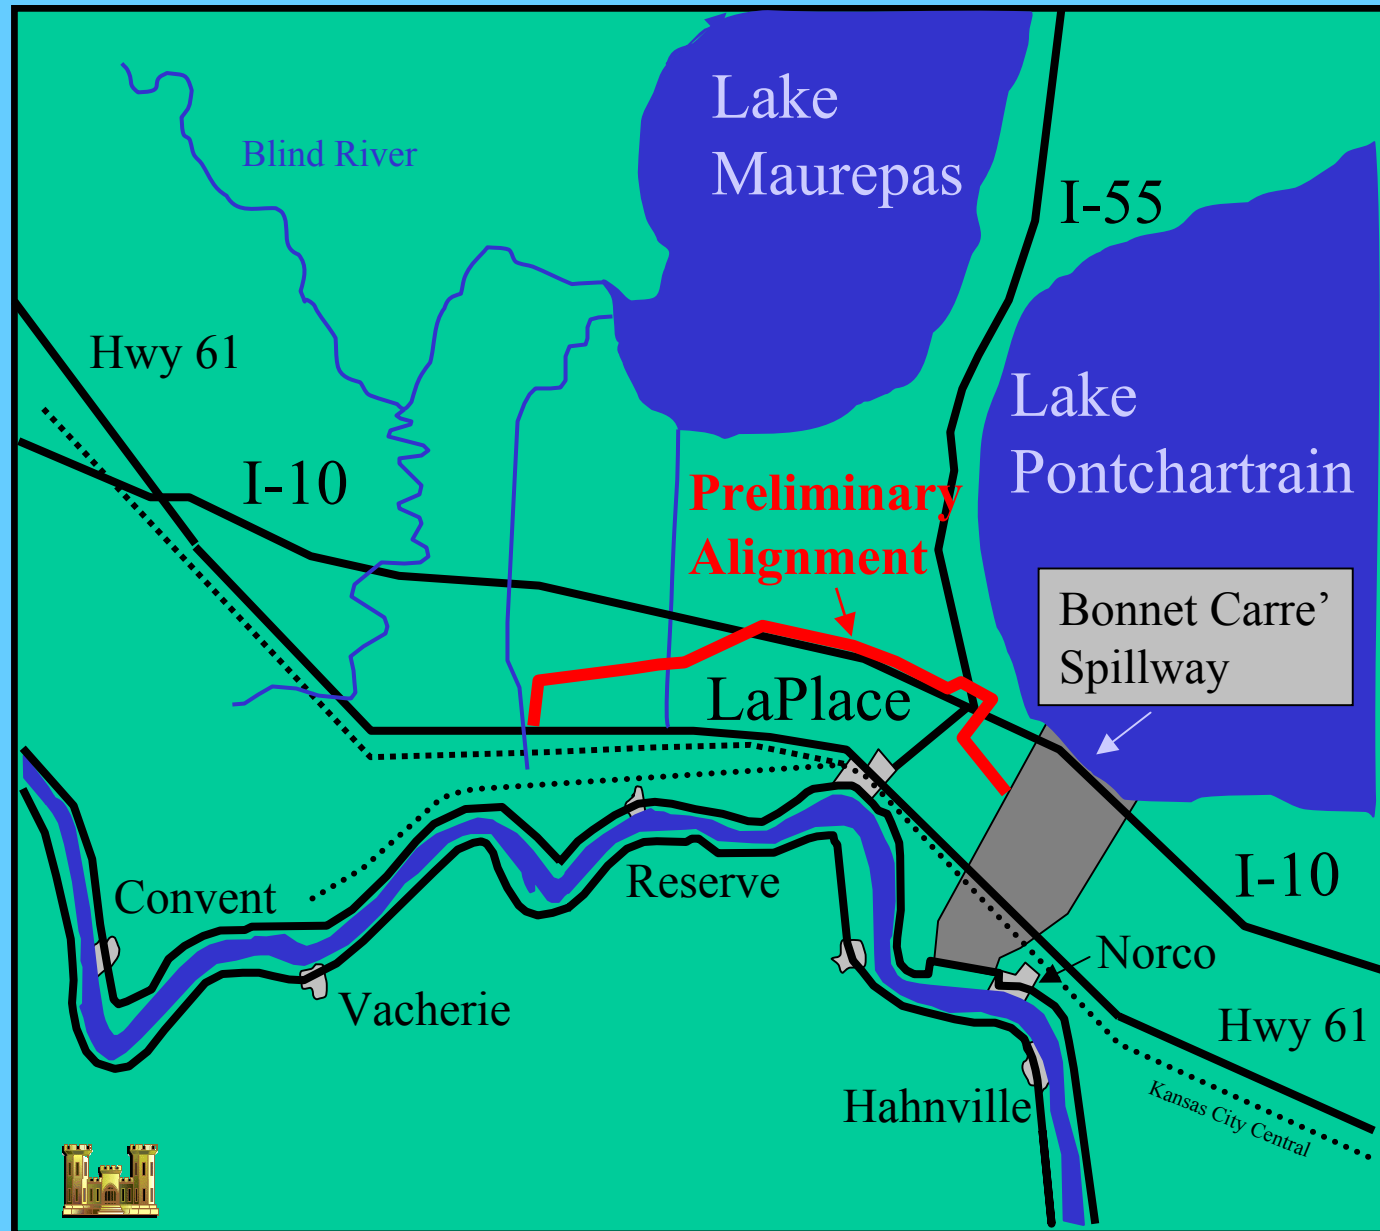 Lake
Maurepas
Blind River
I-55
Hwy 61
Lake
Pontchartrain
I-10
Preliminary
Alignment
Bonnet Carre’
Spillway
LaPlace
Reserve
I-10
Convent
Norco
Vacherie
Hwy 61
Hahnville
Kansas City Central